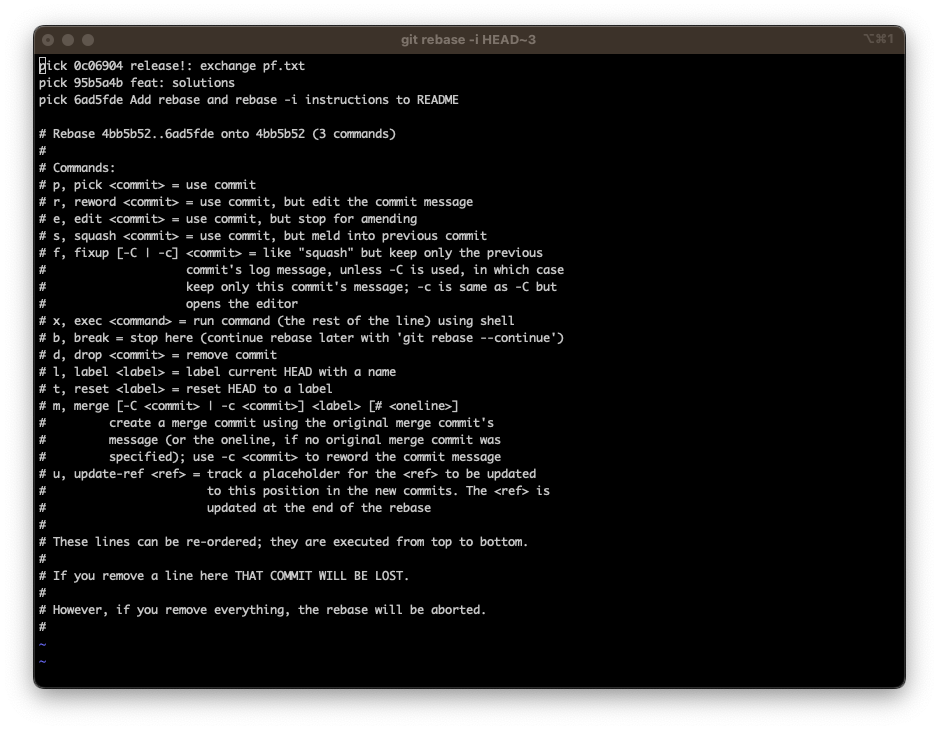 git rebase -i HEAD~3
⌥⌘1
pick 0c06904 release!: exchange pf.txt
pick 95b5a4b feat: solutions
pick 6ad5fde Add rebase and rebase -i instructions to README

# Rebase 4bb5b52..6ad5fde onto 4bb5b52 (3 commands)
#
# Commands:
# p, pick <commit> = use commit
# r, reword <commit> = use commit, but edit the commit message
# e, edit <commit> = use commit, but stop for amending
# s, squash <commit> = use commit, but meld into previous commit
# f, fixup [-C | -c] <commit> = like "squash" but keep only the previous
#                    commit's log message, unless -C is used, in which case
#                    keep only this commit's message; -c is same as -C but
#                    opens the editor
# x, exec <command> = run command (the rest of the line) using shell
# b, break = stop here (continue rebase later with 'git rebase --continue')
# d, drop <commit> = remove commit
# l, label <label> = label current HEAD with a name
# t, reset <label> = reset HEAD to a label
# m, merge [-C <commit> | -c <commit>] <label> [# <oneline>]
#         create a merge commit using the original merge commit's
#         message (or the oneline, if no original merge commit was
#         specified); use -c <commit> to reword the commit message
# u, update-ref <ref> = track a placeholder for the <ref> to be updated
#                       to this position in the new commits. The <ref> is
#                       updated at the end of the rebase
#
# These lines can be re-ordered; they are executed from top to bottom.
#
# If you remove a line here THAT COMMIT WILL BE LOST.
#
# However, if you remove everything, the rebase will be aborted.
#
~
~